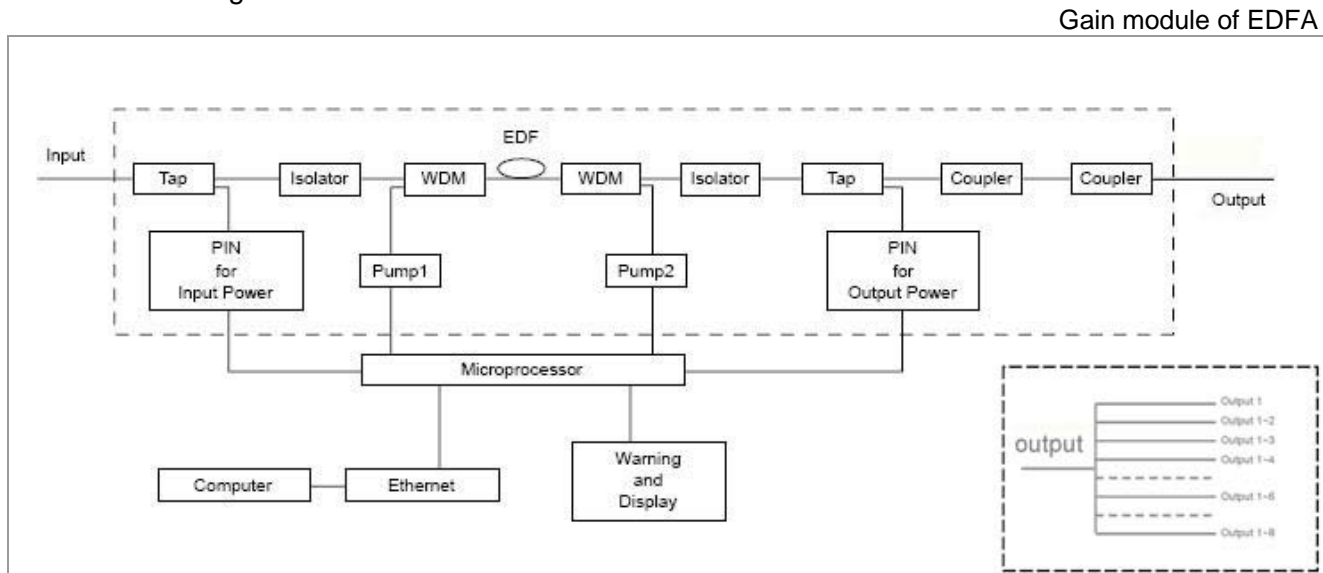 Gain module of EDFA
Input
EDF
Tap
Isolator
WDM
WDM
Isolator
Tap
Coupler
Coupler
Output
PIN
for
Input Power
Pump1
Pump2
PIN
for
Output Power
Microprocessor
Computer
Ethernet
Warning
and
Display
output
Output 1
Output 1~2
Output 1~3
Output 1~4
Output 1~6
Output 1~8